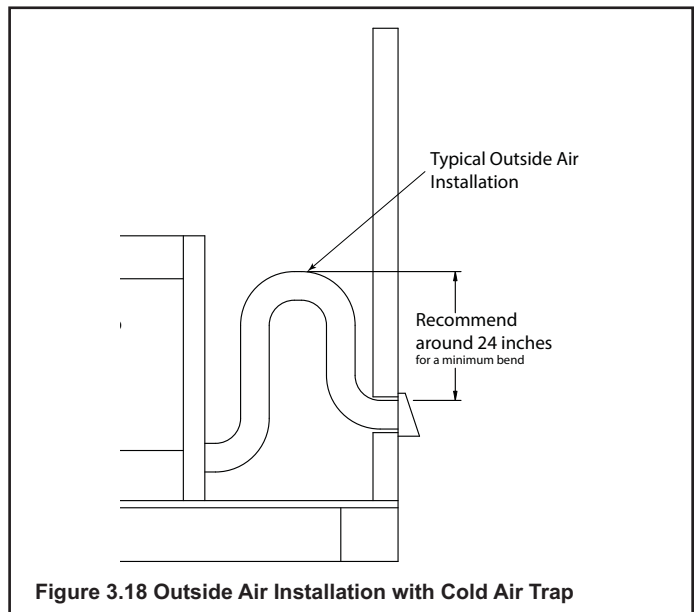 Typical Outside Air
Installation
Recommend
around 24 inches
for a minimum bend
Figure 3.18 Outside Air Installation with Cold Air Trap